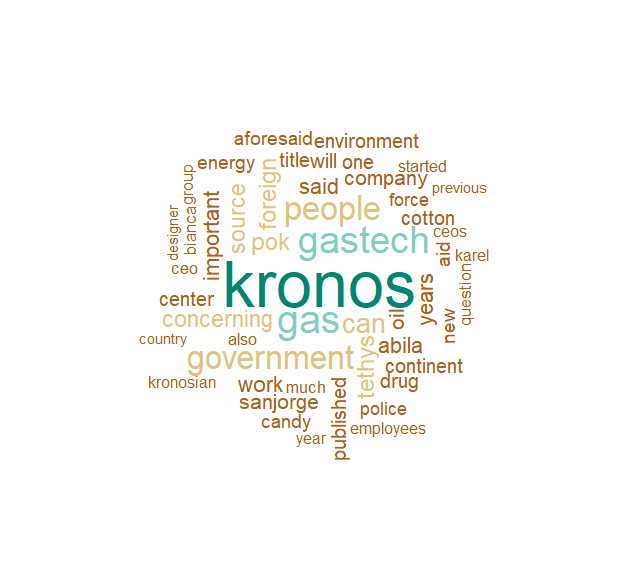 aforesaid environment
energy title will one started
foreign said company previous
designer bianca group important source people force
cotton
pok gastech ceos
ceo kronos aid karel
center years question
concerning gas can oil new
country also abila
government tethys continent
kronosian work much drug
sanjorge published police
candy employees
year